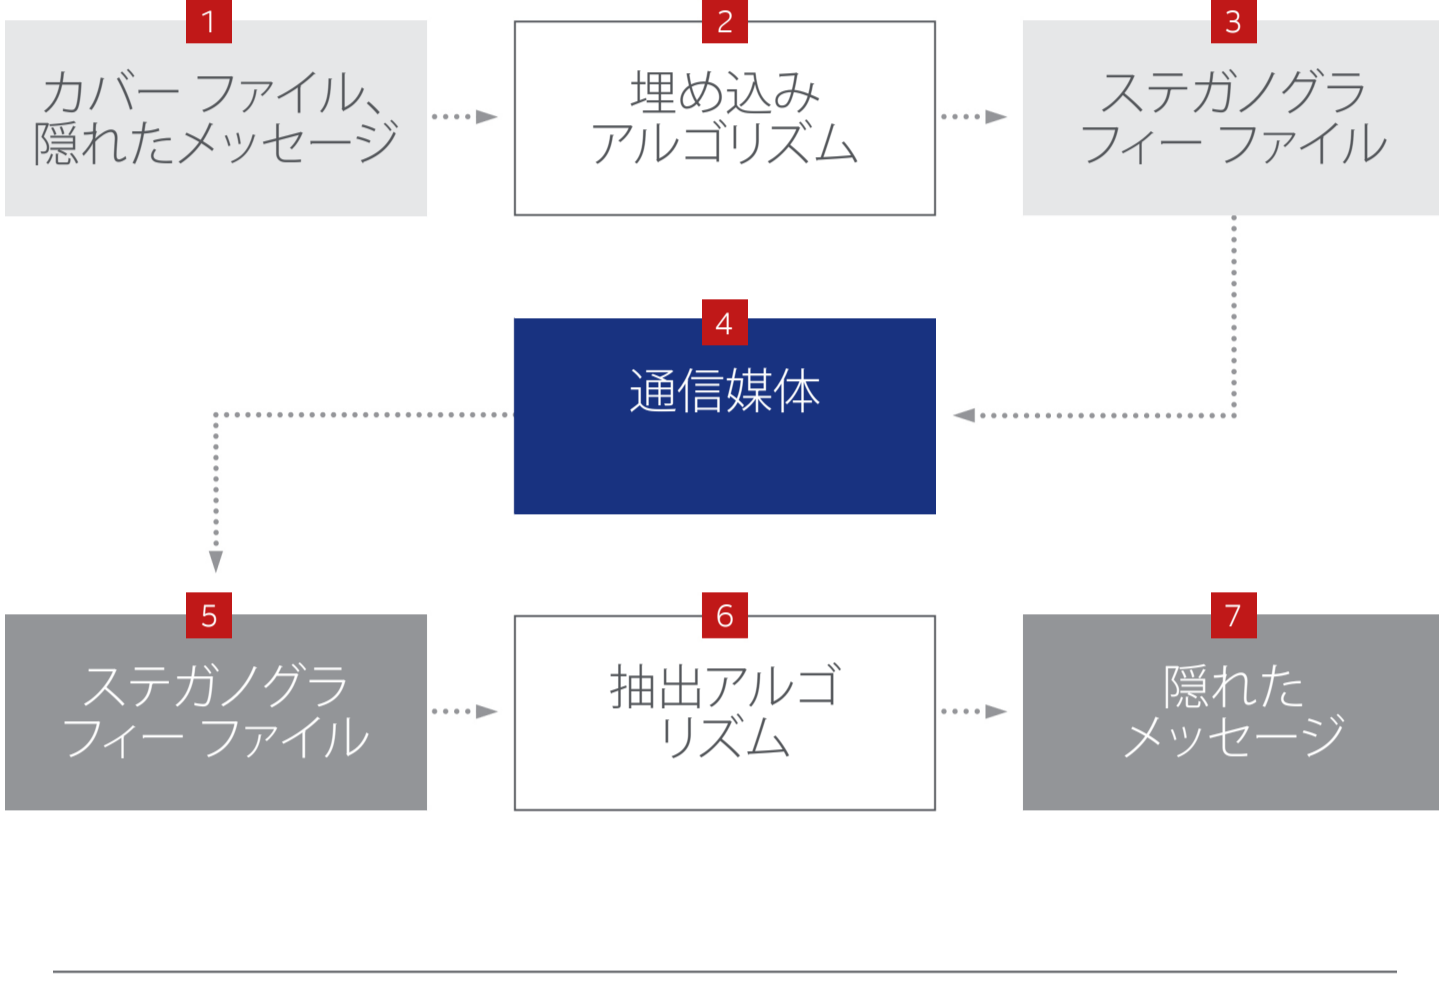 1
カバー ファイル、
隠れたメッセージ
2
埋め込み
アルゴリズム
3
ステガノグラ
フィー ファイル
4
通信媒体
5
ステガノグラ
フィー ファイル
6
抽出アルゴ
リズム
7
隠れた
メッセージ